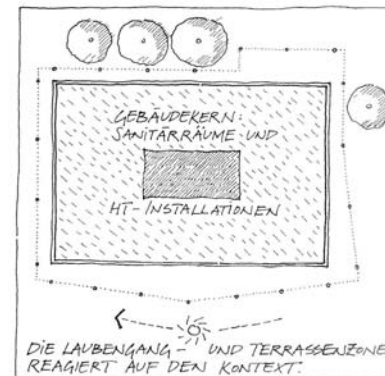 GEBÄUDEKERN:
SANITÄRRÄUME UND
HT-INSTALLATIONEN
DIE LAUBENGANG- UND TERRASSENZONE
REAGIERT AUF DEN KONTEXT.